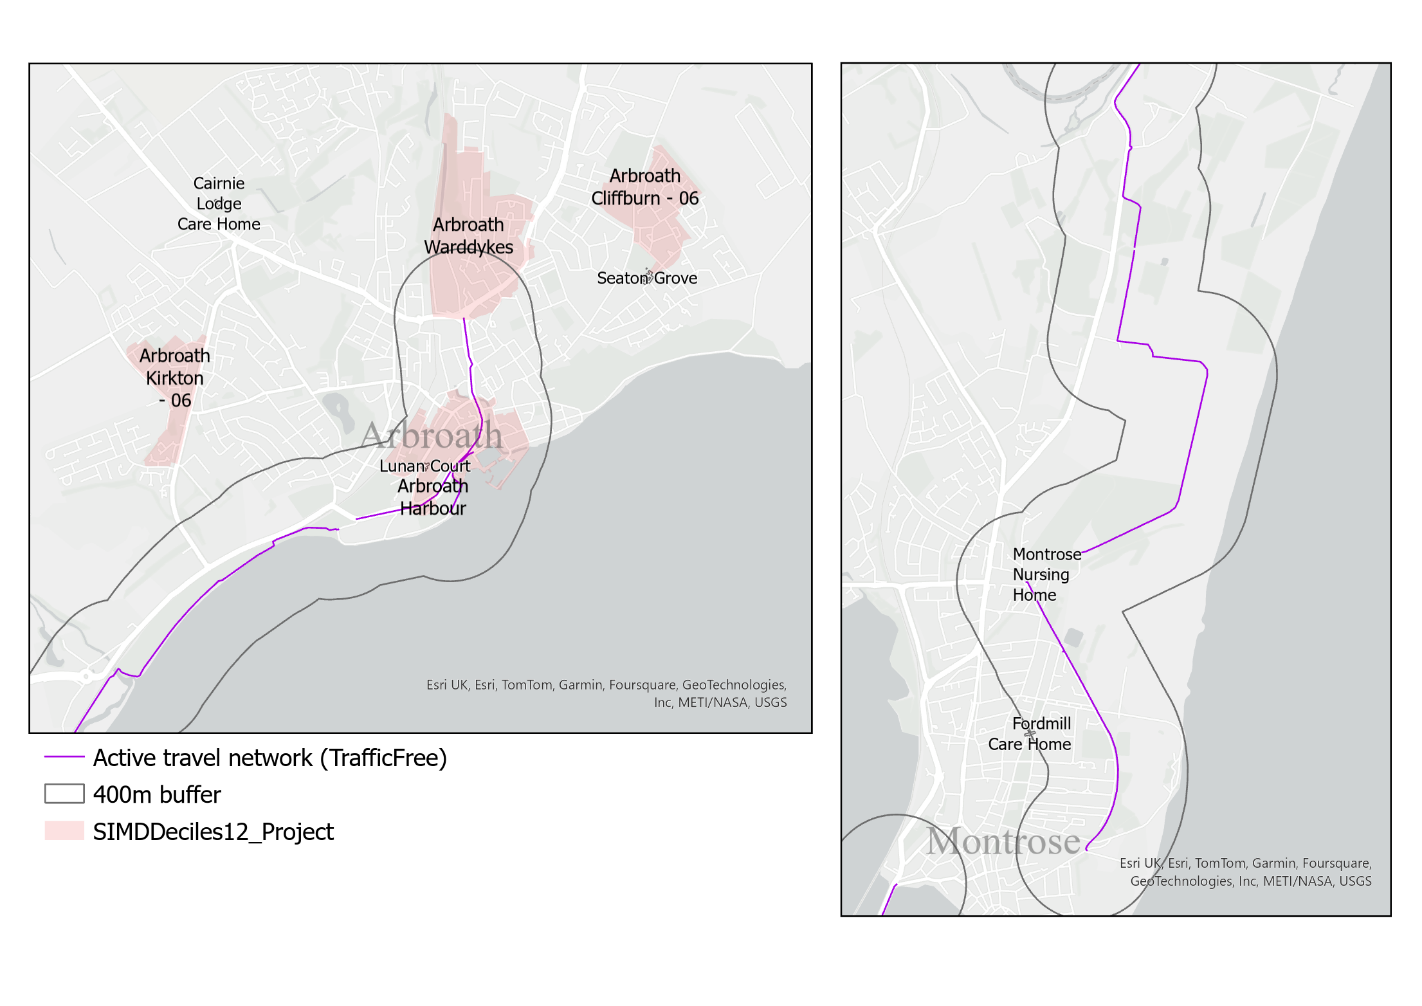 Cairnie
Lodge
Care Home
Arbroath
Warddykes
Arbroath
Cliffburn - 06
Seaton Grove
Arbroath
Kirkton
- 06
Arbroath
Lunan Court
Arbroath
Harbour
Esri UK, Esri, TomTom, Garmin, Foursquare, GeoTechnologies,
Inc, METI/NASA, USGS
Active travel network (TrafficFree)
400m buffer
SIMDDeciles12_Project
Montrose
Nursing
Home
Fordmill
Care Home
Montrose
Esri UK, Esri, TomTom, Garmin, Foursquare,
GeoTechnologies, Inc, METI/NASA, USGS